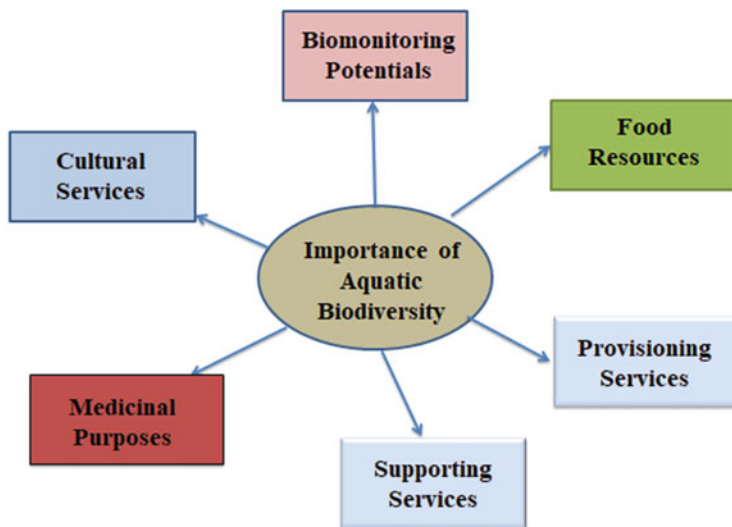 Biomonitoring
Potentials
Food
Resources
Cultural
Services
Importance of
Aquatic
Biodiversity
Provisioning
Services
Medicinal
Purposes
Supporting
Services